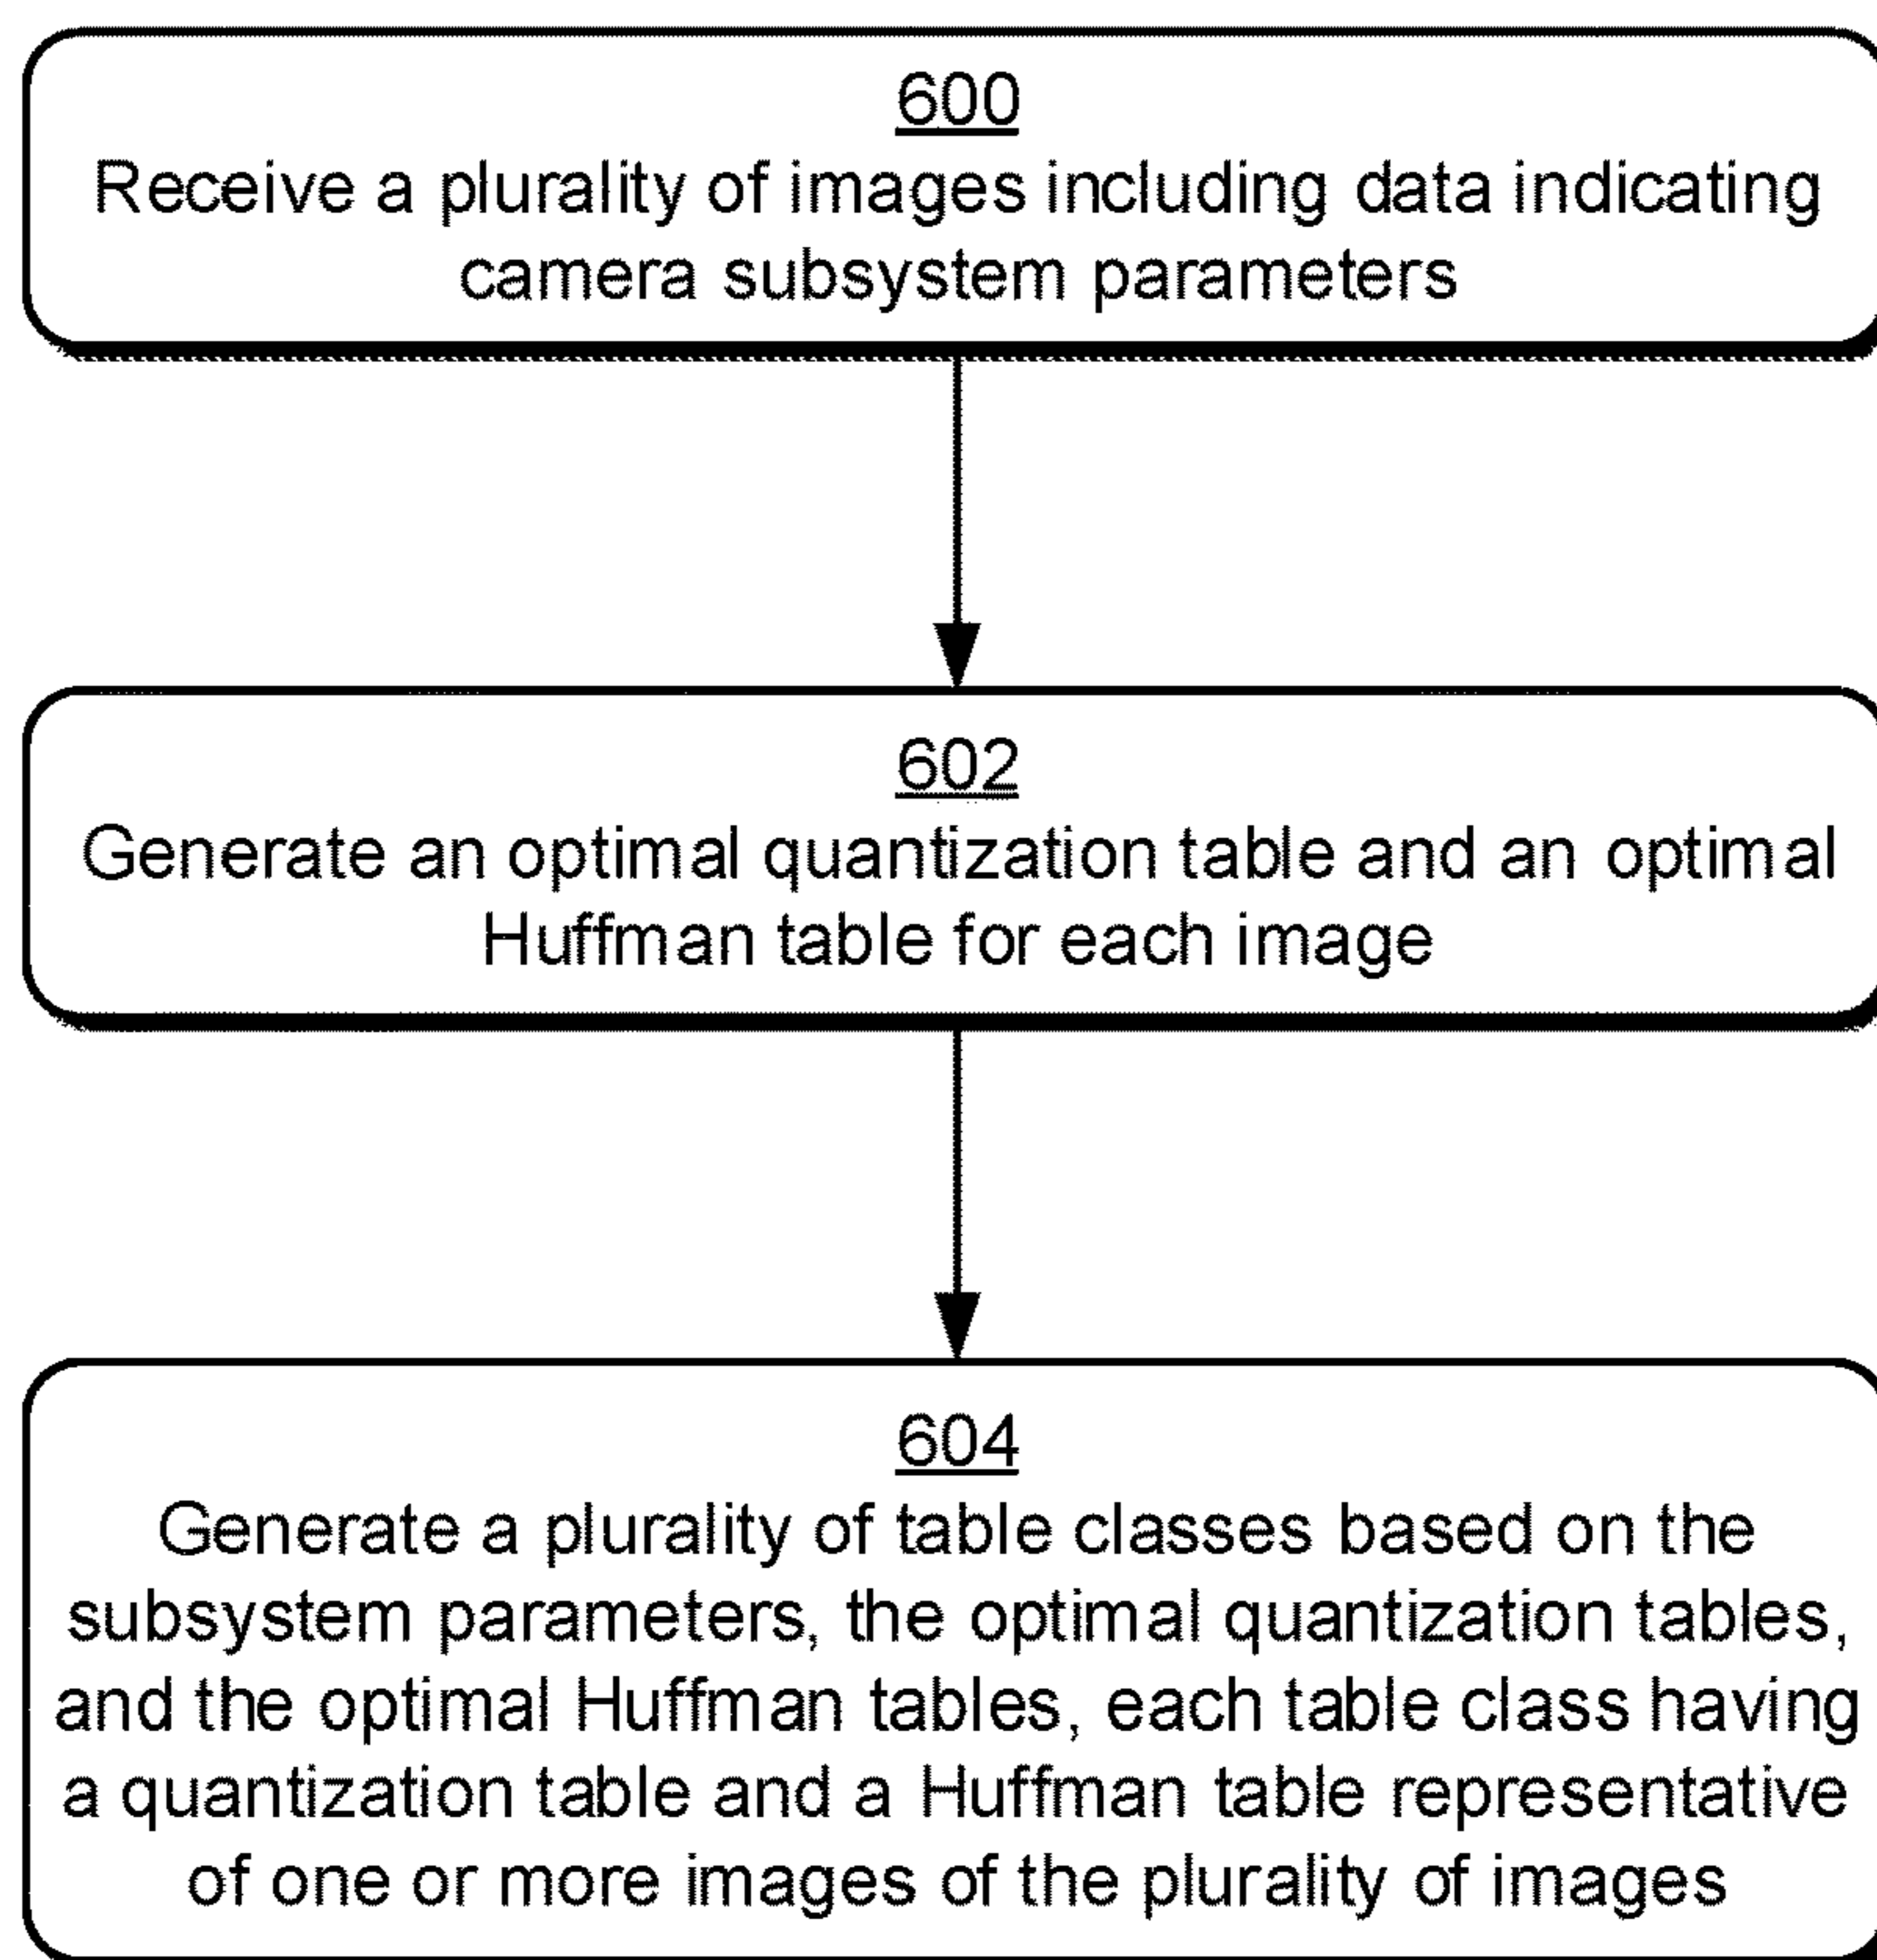 600
Receive a plurality of images including data indicating
camera subsystem parameters
602
Generate an optimal quantization table and an optimal
Huffman table for each image
604
Generate a plurality of table classes based on the
subsystem parameters, the optimal quantization tables,
and the optimal Huffman tables, each table class having
a quantization table and a Huffman table representative
of one or more images of the plurality of images